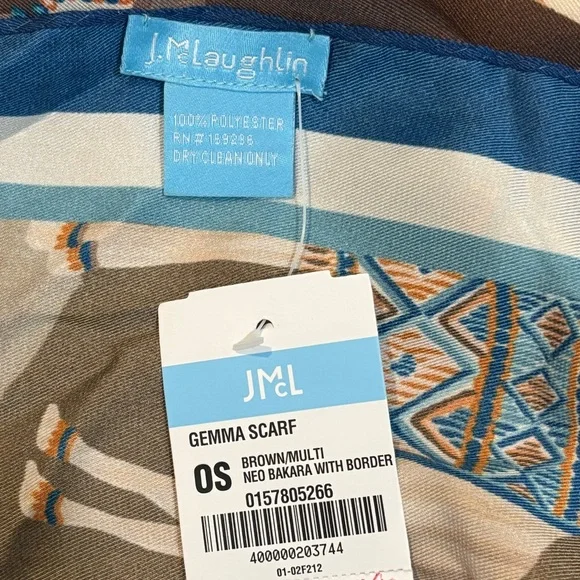 J.McLaughlin
100% POLYESTER
RN # 159296
DRY CLEAN ONLY
JMcL
GEMMA SCARF
OS
BROWN/MULTI
NEO BAKARA WITH BORDER
0157805266
400000203744
01-02F212